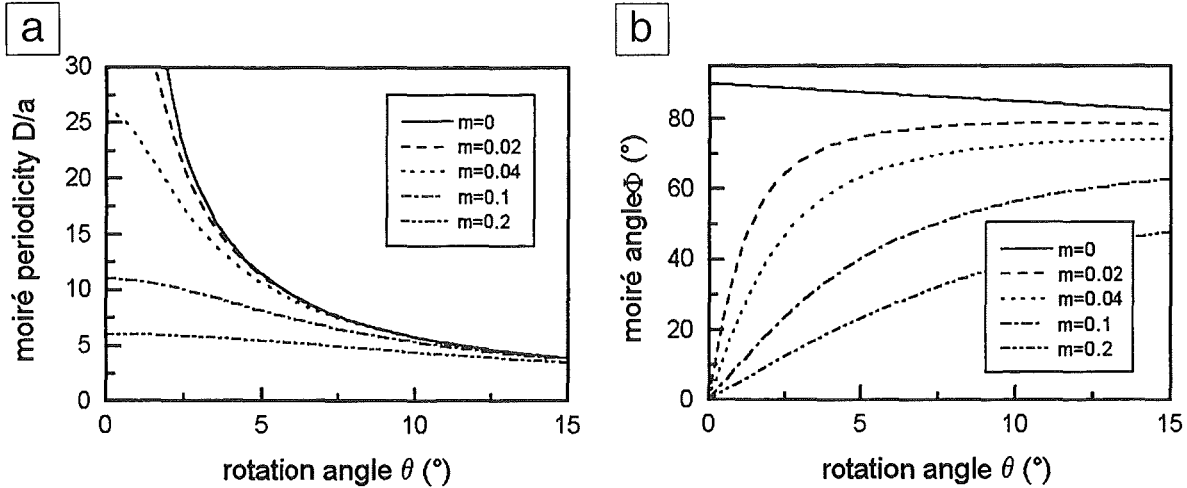 a
moiré periodicity D/a
30
25
20
15
10
5
0
m=0
m=0.02
m=0.04
m=0.1
m=0.2
0 5 10 15
rotation angle θ (°)
b
moiré angleΦ (°)
80
60
40
20
0
m=0
m=0.02
m=0.04
m=0.1
m=0.2
0 5 10 15
rotation angle θ (°)